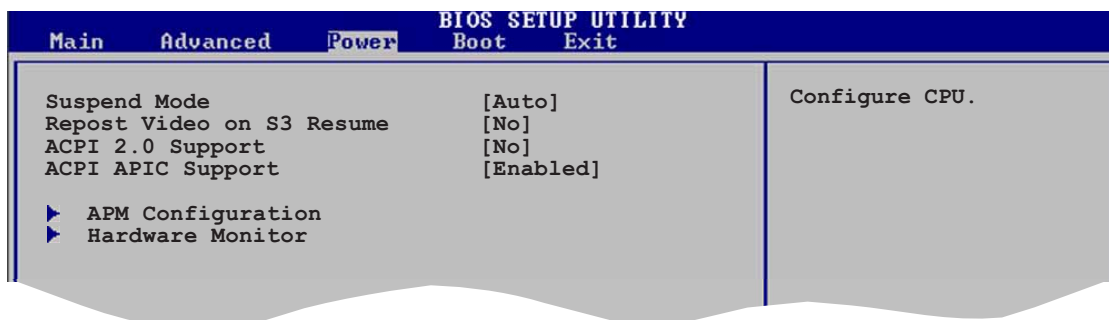 BIOS SETUP UTILITY
Main Advanced Power Boot Exit
Suspend Mode [Auto]
Repost Video on S3 Resume [No]
ACPI 2.0 Support [No]
ACPI APIC Support [Enabled]
APM Configuration
Hardware Monitor
Configure CPU.